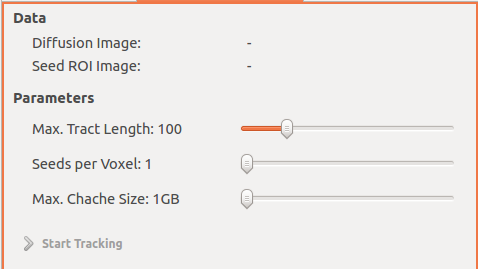 Data
Diffusion Image: -
Seed ROI Image: -
Parameters
Max. Tract Length: 100
Seeds per Voxel: 1
Max. Chache Size: 1GB
Start Tracking